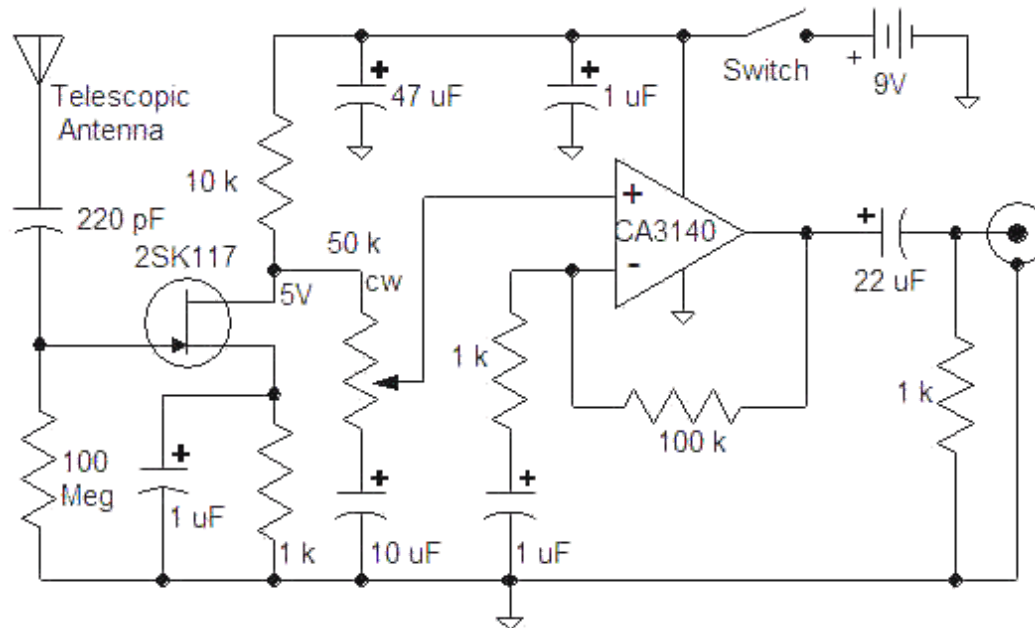 Telescopic
Antenna
220 pF
2SK117
10 k
47 uF
1 uF
Switch
+
9V
50 k
cw
5V
+
-
CA3140
+
22 uF
1 k
100 k
1 k
100
Meg
+
1 uF
1 k
+
10 uF
+
1 uF
+
+